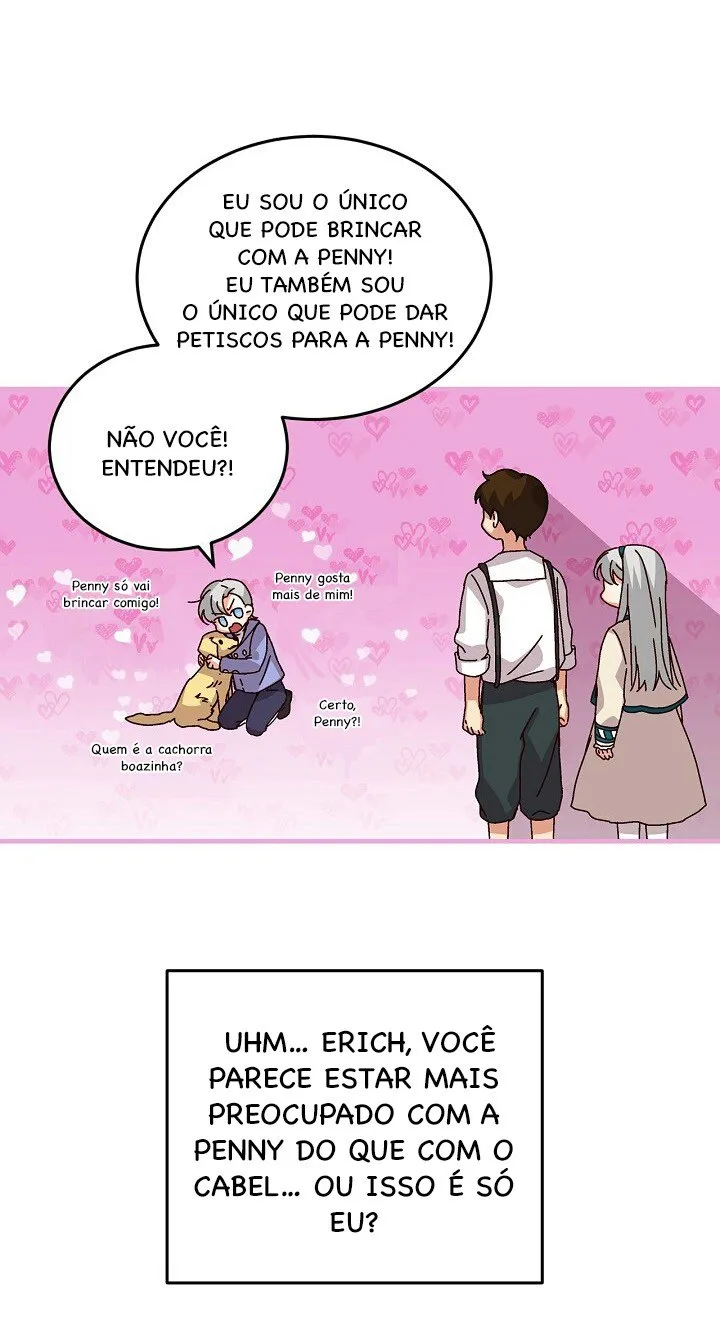 EU SOU O ÚNICO
QUE PODE BRINCAR
COM A PENNY!
EU TAMBÉM SOU
O ÚNICO QUE PODE DAR
PETISCOS PARA A PENNY!
NÃO VOCÊ!
ENTENDEU?!
Penny só vai
brincar comigo!
Penny gosta
mais de mim!
Certo,
Penny?!
Quem é a cachorra
boazinha?
UHM... ERICH, VOCÊ
PARECE ESTAR MAIS
PREOCUPADO COM A
PENNY DO QUE COM O
CABEL... OU ISSO É SÓ
EU?